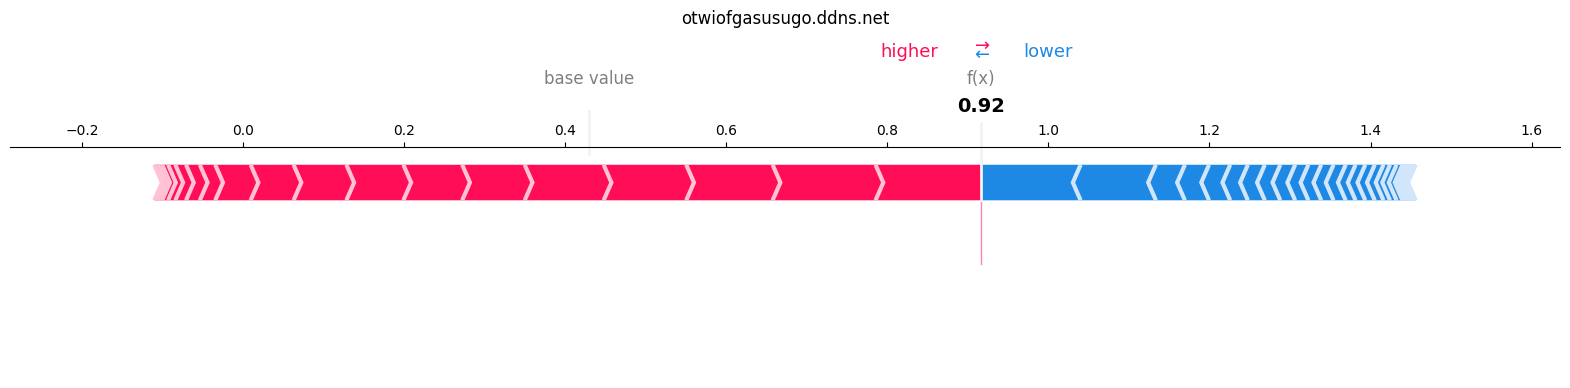 otwiofgasusugo.ddns.net
higher ⇄ lower
base value f(x)
0.92
−0.2 0.0 0.2 0.4 0.6 0.8 1.0 1.2 1.4 1.6